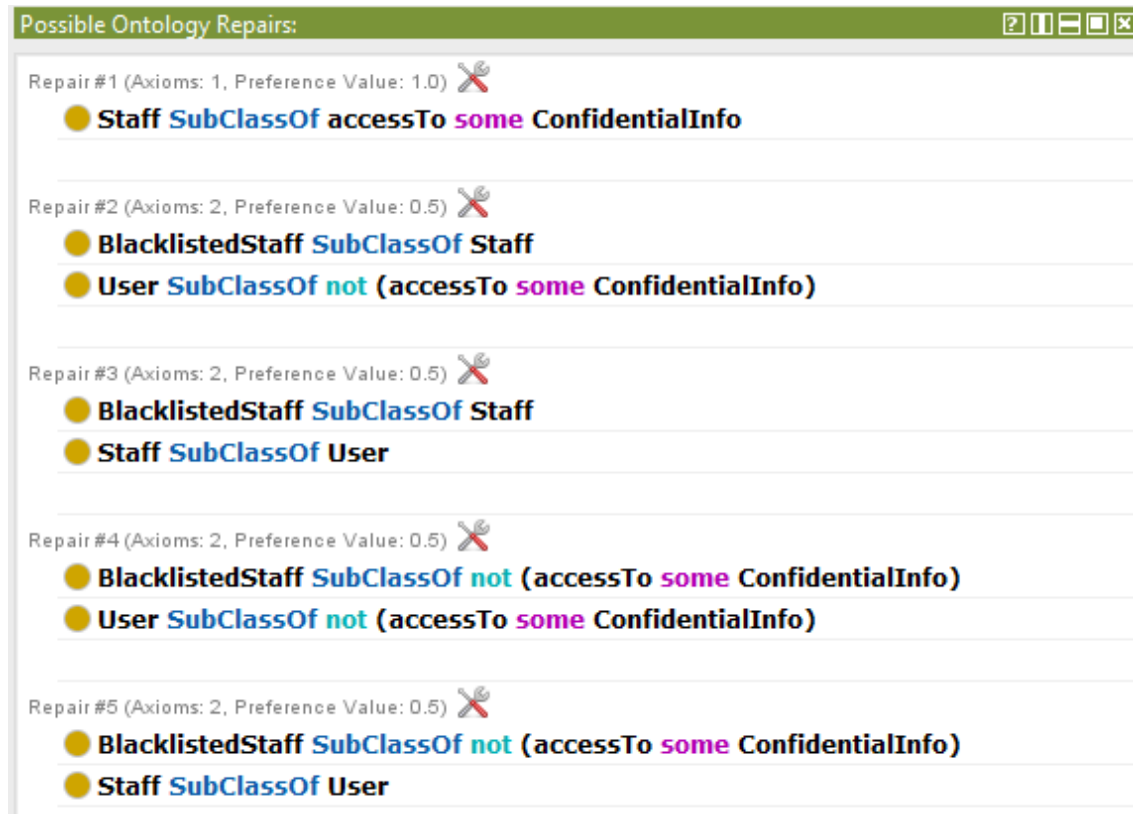 Possible Ontology Repairs:
Repair #1 (Axioms: 1, Preference Value: 1.0)
Staff SubClassOf accessTo some ConfidentialInfo
Repair #2 (Axioms: 2, Preference Value: 0.5)
BlacklistedStaff SubClassOf Staff
User SubClassOf not (accessTo some ConfidentialInfo)
Repair #3 (Axioms: 2, Preference Value: 0.5)
BlacklistedStaff SubClassOf Staff
Staff SubClassOf User
Repair #4 (Axioms: 2, Preference Value: 0.5)
BlacklistedStaff SubClassOf not (accessTo some ConfidentialInfo)
User SubClassOf not (accessTo some ConfidentialInfo)
Repair #5 (Axioms: 2, Preference Value: 0.5)
BlacklistedStaff SubClassOf not (accessTo some ConfidentialInfo)
Staff SubClassOf User